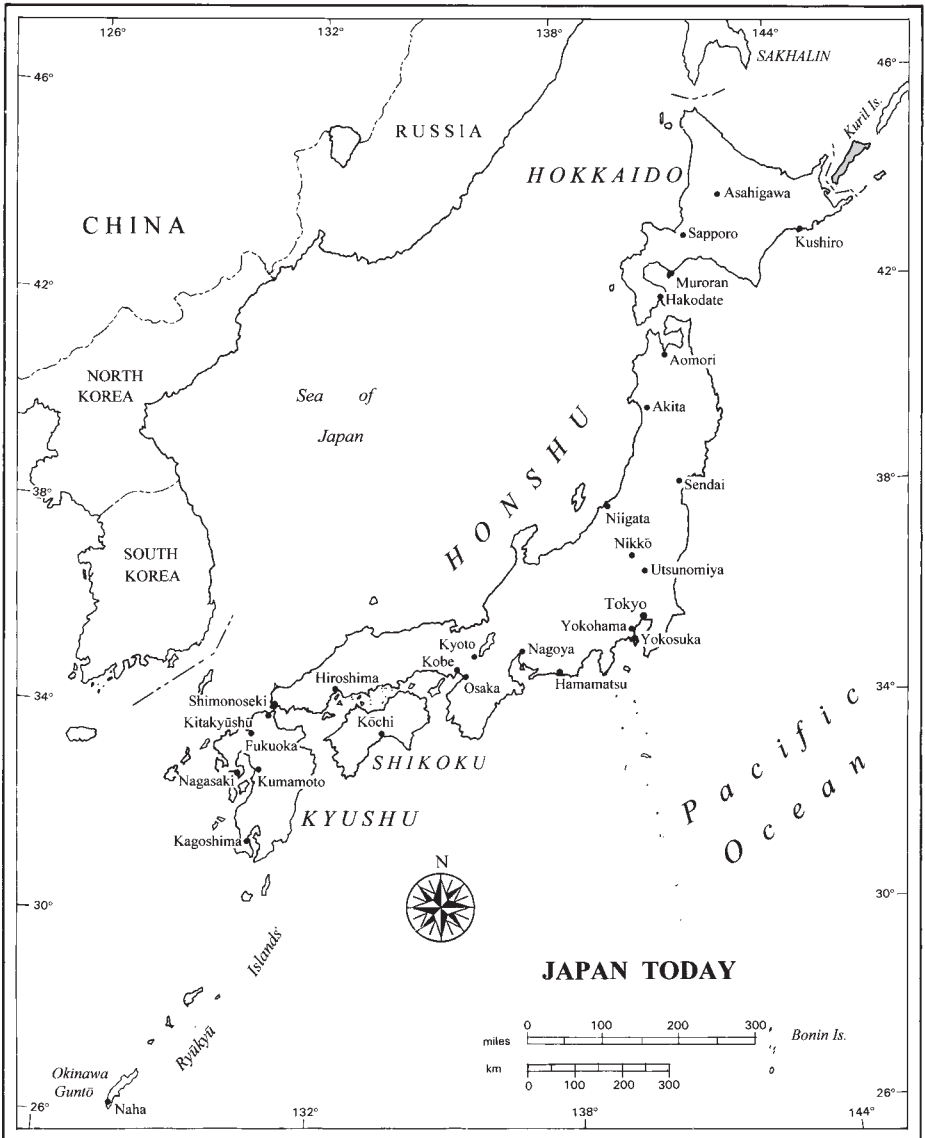 126°
132°
138°
144°
46°
46°
SAKHALIN
Kuril Is.
RUSSIA
HOKKAIDO
Asahigawa
CHINA
Sapporo
Kushiro
42°
42°
Muroran
Hakodate
Aomori
NORTH
KOREA
Sea of
Japan
Akita
HONSHU
38°
38°
Sendai
Niigata
Nikkō
SOUTH
KOREA
Utsunomiya
Tokyo
Yokohama
Yokosuka
Kyoto
Nagoya
Kobe
Osaka
Hamamatsu
Hiroshima
34°
34°
Shimonoseki
Kitakyūshū
Kōchi
Fukuoka
SHIKOKU
Nagasaki
Kumamoto
KYUSHU
Pacific
Ocean
Kagoshima
N
30°
30°
Ryūkyū Islands
JAPAN TODAY
0 100 200 300
miles
Bonin Is.
km
0 100 200 300
Okinawa
Guntō
Naha
26°
26°
132°
138°
144°